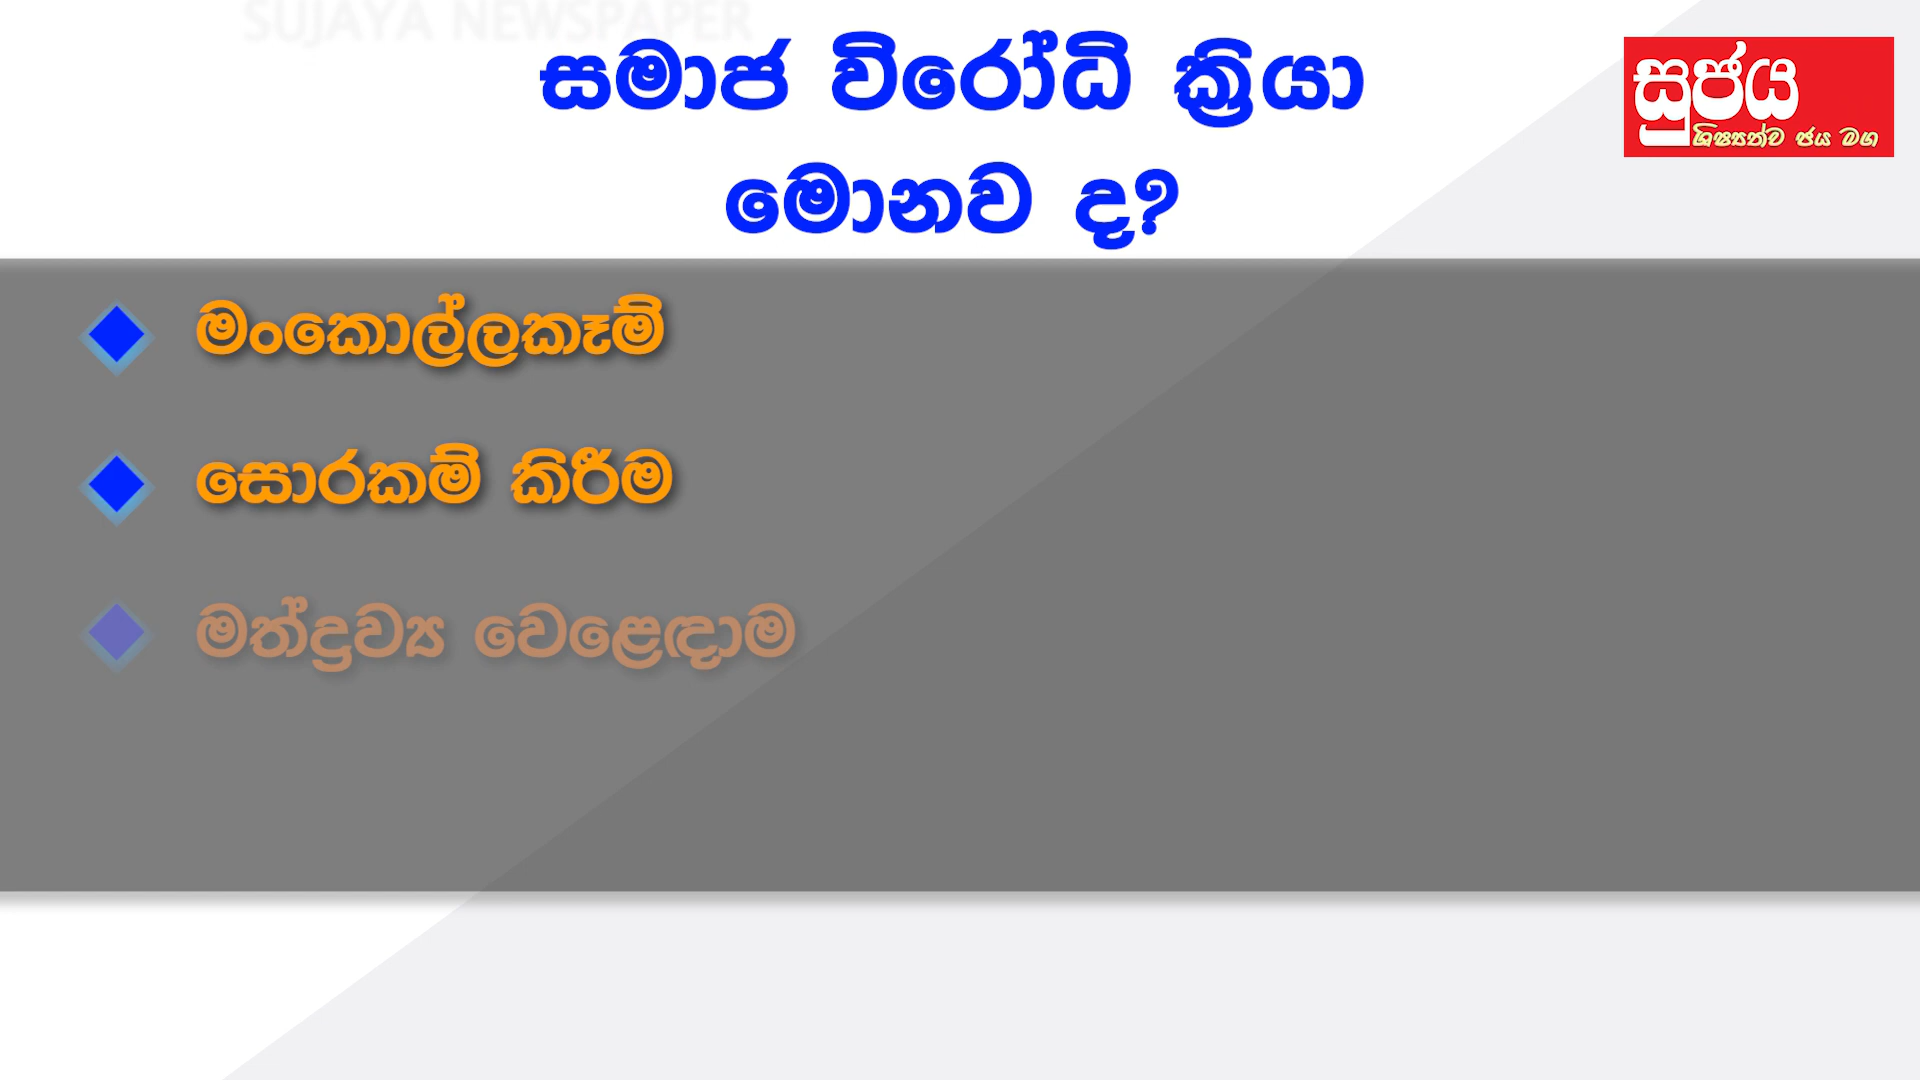 SUJAYA NEWSPAPER
සමාජ විරෝධි ක්‍රියා
මොනව ද?
සුජය
ශිෂ්‍යත්ව ජය මග
මංකොල්ලකෑම්
සොරකම් කිරීම
මත්ද්‍රව්‍ය වෙළෙඳාම